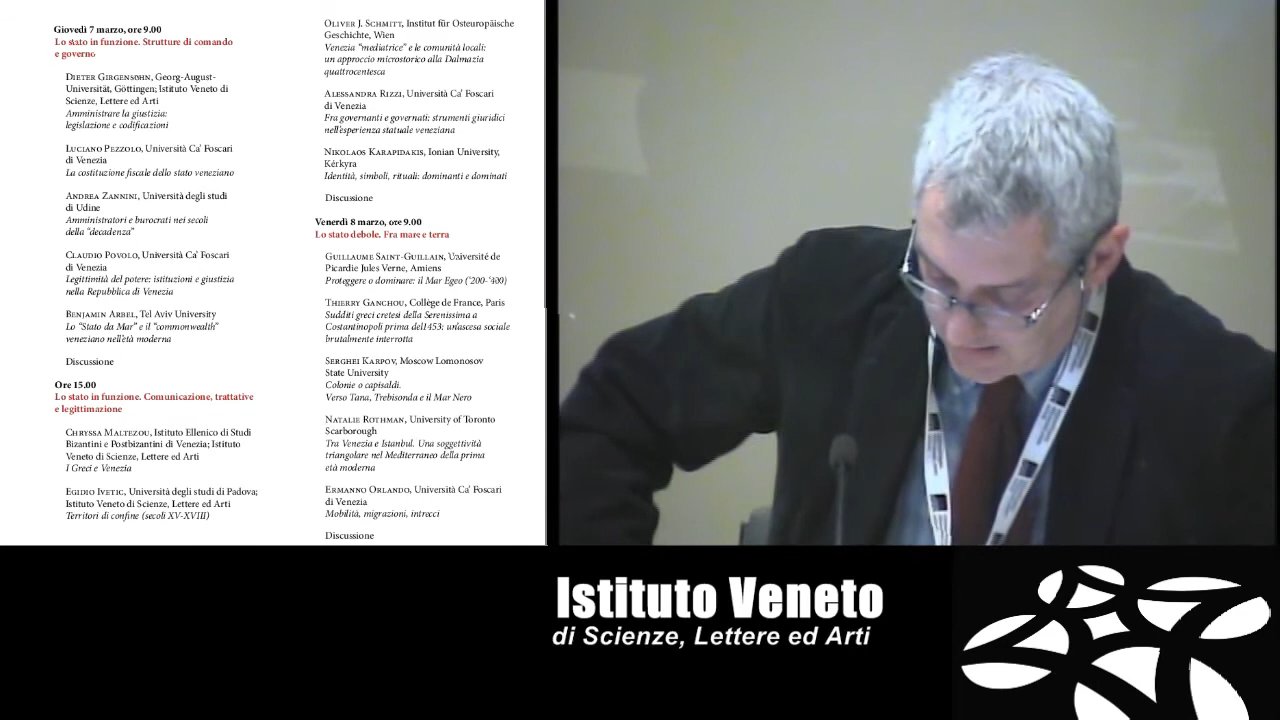 Giovedì 7 marzo, ore 9.00
Lo stato in funzione. Strutture di comando
e governo
Dieter Girgensohn, Georg-August-
Universität, Göttingen; Istituto Veneto di
Scienze, Lettere ed Arti
Amministrare la giustizia:
legislazione e codificazioni
Luciano Pezzolo, Università Ca' Foscari
di Venezia
La costituzione fiscale dello stato veneziano
Andrea Zannini, Università degli studi
di Udine
Amministratori e burocrati nei secoli
della "decadenza"
Claudio Povolo, Università Ca' Foscari
di Venezia
Legittimità del potere: istituzioni e giustizia
nella Repubblica di Venezia
Benjamin Arbel, Tel Aviv University
Lo "Stato da Mar" e il "commonwealth"
veneziano nell'età moderna
Discussione
Ore 15.00
Lo stato in funzione. Comunicazione, trattative
e legittimazione
Chryssa Maltezou, Istituto Ellenico di Studi
Bizantini e Postbizantini di Venezia; Istituto
Veneto di Scienze, Lettere ed Arti
I Greci e Venezia
Egidio Ivetic, Università degli studi di Padova;
Istituto Veneto di Scienze, Lettere ed Arti
Territori di confine (secoli XV-XVIII)
Oliver J. Schmitt, Institut für Osteuropäische
Geschichte, Wien
Venezia "mediatrice" e le comunità locali:
un approccio microstorico alla Dalmazia
quattrocentesca
Alessandra Rizzi, Università Ca' Foscari
di Venezia
Fra governanti e governati: strumenti giuridici
nell'esperienza statuale veneziana
Nikolaos Karapidakis, Ionian University,
Kérkyra
Identità, simboli, rituali: dominanti e dominati
Discussione
Venerdì 8 marzo, ore 9.00
Lo stato debole. Fra mare e terra
Guillaume Saint-Guillain, Université de
Picardie Jules Verne, Amiens
Proteggere o dominare: il Mar Egeo ('200-'400)
Thierry Ganchou, Collège de France, Paris
Sudditi greci cretesi della Serenissima a
Costantinopoli prima del 1453: un'ascesa sociale
brutalmente interrotta
Serghei Karpov, Moscow Lomonosov
State University
Colonie o capisaldi.
Verso Tana, Trebisonda e il Mar Nero
Natalie Rothman, University of Toronto
Scarborough
Tra Venezia e Istanbul. Una soggettività
triangolare nel Mediterraneo della prima
età moderna
Ermanno Orlando, Università Ca' Foscari
di Venezia
Mobilità, migrazioni, intrecci
Discussione
Istituto Veneto
di Scienze, Lettere ed Arti